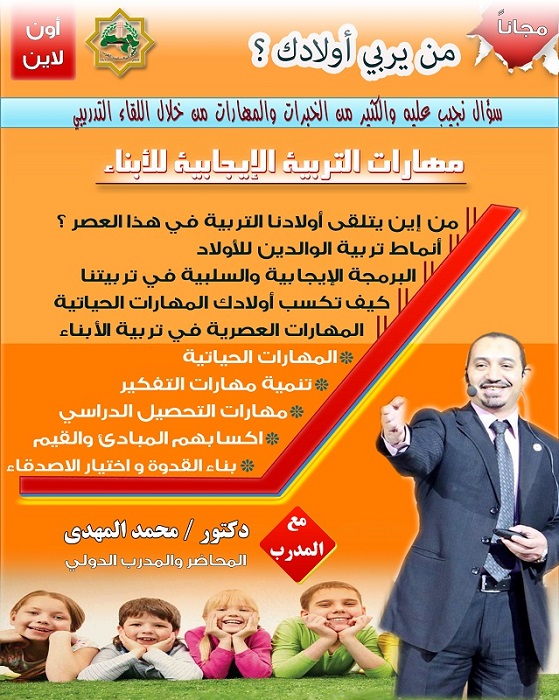 مجاناً
أون
لاين
من يربي أولادك ؟
سؤال نجيب عليه والكثير من الخبرات والمهارات من خلال اللقاء التدريبي
مهارات التربية الإيجابية للأبناء
من إين يتلقى أولادنا التربية في هذا العصر ؟
أنماط تربية الوالدين للأولاد
البرمجة الإيجابية والسلبية في تربيتنا
كيف تكسب أولادك المهارات الحياتية
المهارات العصرية في تربية الأبناء
المهارات الحياتية
تنمية مهارات التفكير
مهارات التحصيل الدراسي
اكسابهم المبادئ والقيم
بناء القدوة و اختيار الاصدقاء
مع
المدرب
دكتور / محمد المهدى
المحاضر والمدرب الدولي